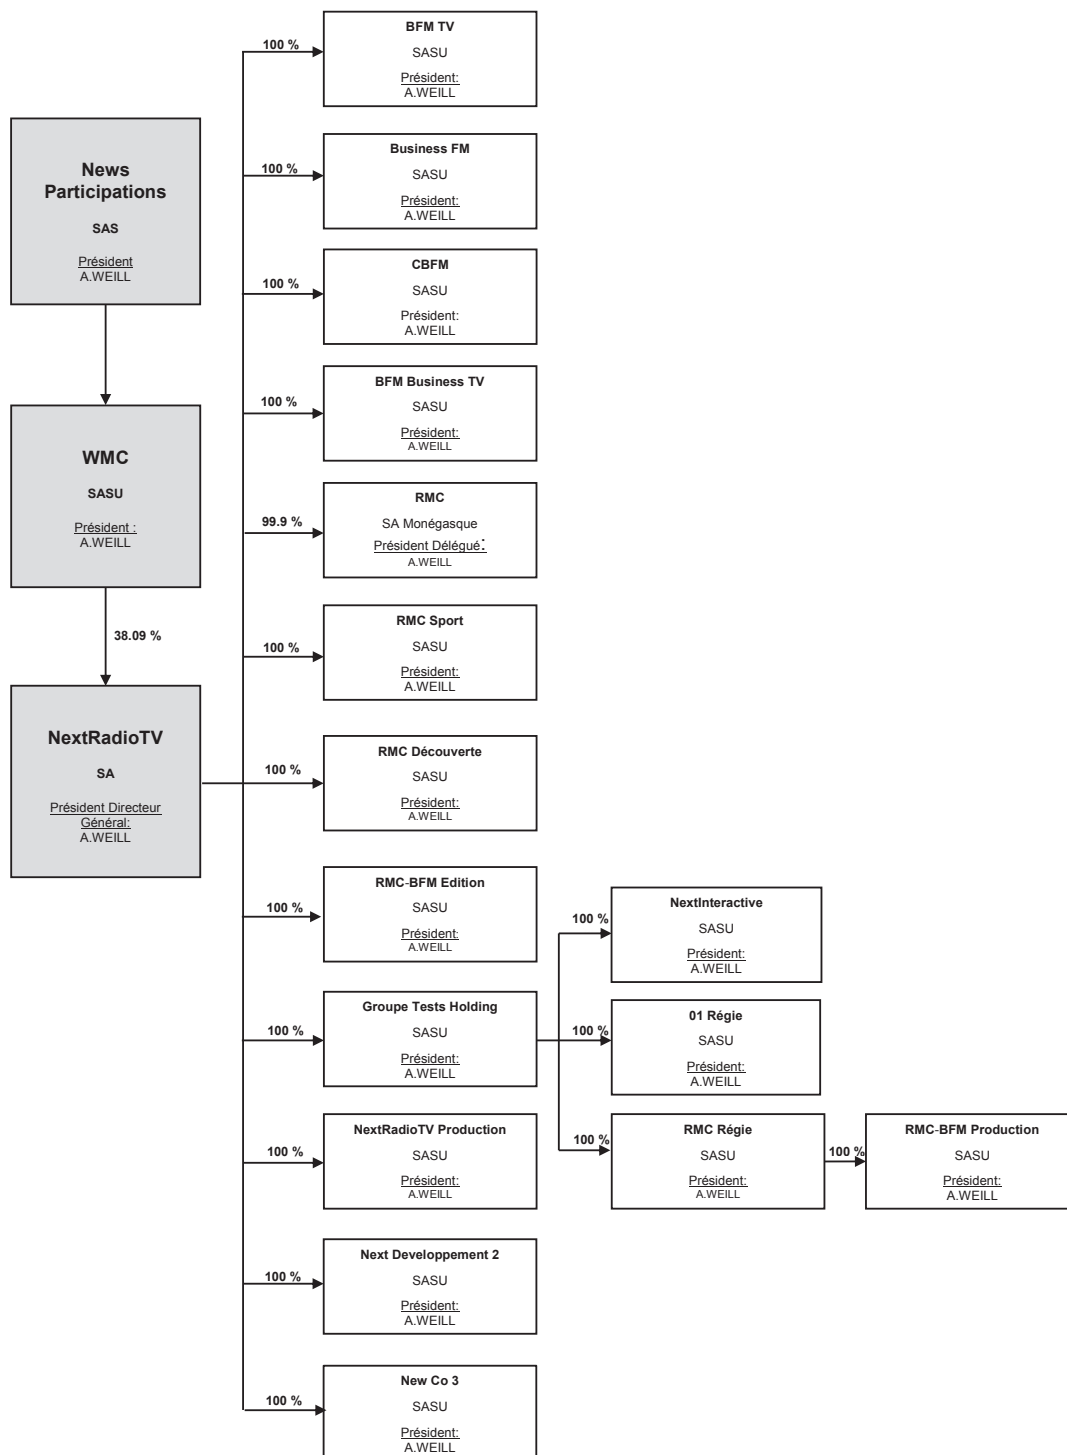 News
Participations
SAS
Président
A.WEILL
WMC
SASU
Président :
A.WEILL
38.09 %
NextRadioTV
SA
Président Directeur
Général:
A.WEILL
100 %
BFM TV
SASU
Président:
A.WEILL
100 %
Business FM
SASU
Président:
A.WEILL
100 %
CBFM
SASU
Président:
A.WEILL
100 %
BFM Business TV
SASU
Président:
A.WEILL
99.9 %
RMC
SA Monégasque
Président Délégué:
A.WEILL
100 %
RMC Sport
SASU
Président:
A.WEILL
100 %
RMC Découverte
SASU
Président:
A.WEILL
100 %
RMC-BFM Edition
SASU
Président:
A.WEILL
100 %
Groupe Tests Holding
SASU
Président:
A.WEILL
100 %
NextInteractive
SASU
Président:
A.WEILL
100 %
01 Régie
SASU
Président:
A.WEILL
100 %
RMC Régie
SASU
Président:
A.WEILL
100 %
RMC-BFM Production
SASU
Président:
A.WEILL
100 %
NextRadioTV Production
SASU
Président:
A.WEILL
100 %
Next Developpement 2
SASU
Président:
A.WEILL
100 %
New Co 3
SASU
Président:
A.WEILL